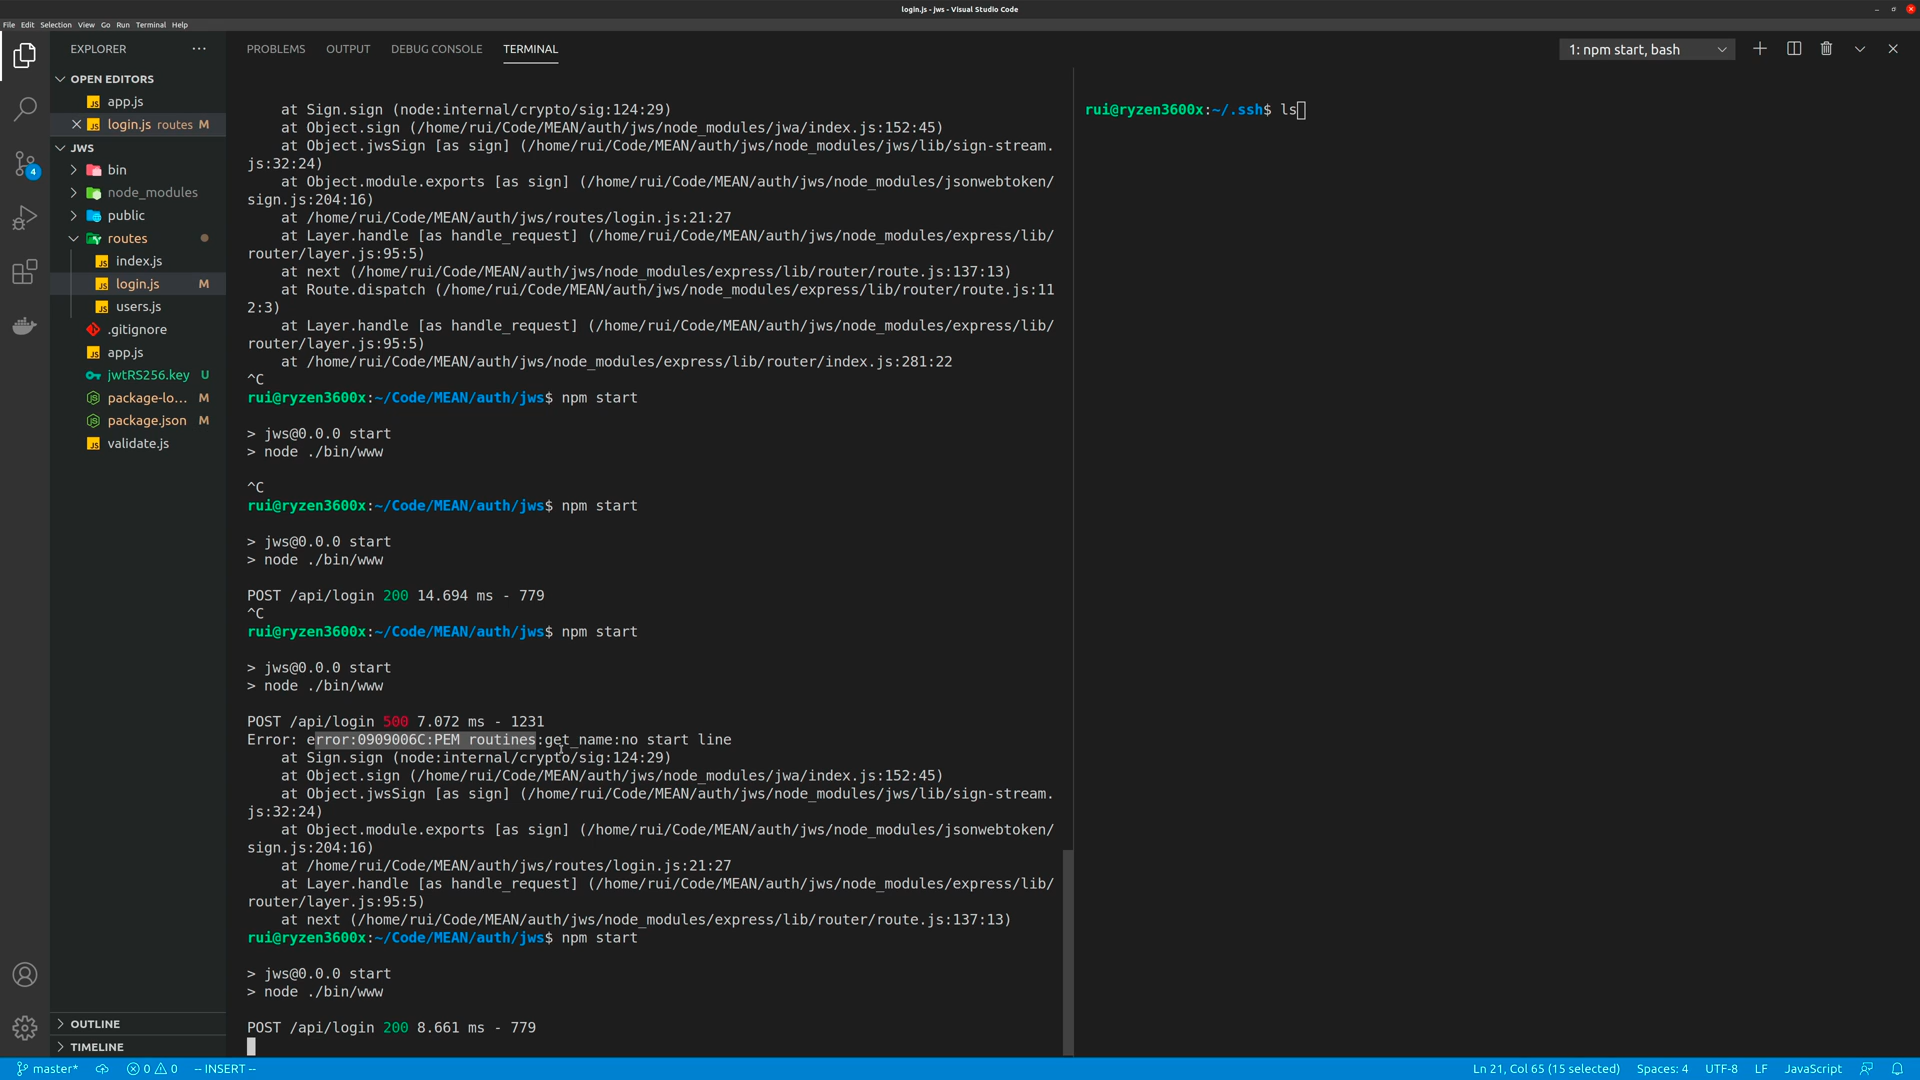 login.js - jws - Visual Studio Code
File Edit Selection View Go Run Terminal Help
EXPLORER
OPEN EDITORS
app.js
login.js routes M
JWS
bin
node_modules
public
routes
index.js
login.js M
users.js
.gitignore
app.js
jwtRS256.key U
package-lo... M
package.json M
validate.js
OUTLINE
TIMELINE
PROBLEMS OUTPUT DEBUG CONSOLE TERMINAL
1: npm start, bash
at Sign.sign (node:internal/crypto/sig:124:29)
at Object.sign (/home/rui/Code/MEAN/auth/jws/node_modules/jwa/index.js:152:45)
at Object.jwsSign [as sign] (/home/rui/Code/MEAN/auth/jws/node_modules/jws/lib/sign-stream.
js:32:24)
at Object.module.exports [as sign] (/home/rui/Code/MEAN/auth/jws/node_modules/jsonwebtoken/
sign.js:204:16)
at /home/rui/Code/MEAN/auth/jws/routes/login.js:21:27
at Layer.handle [as handle_request] (/home/rui/Code/MEAN/auth/jws/node_modules/express/lib/
router/layer.js:95:5)
at next (/home/rui/Code/MEAN/auth/jws/node_modules/express/lib/router/route.js:137:13)
at Route.dispatch (/home/rui/Code/MEAN/auth/jws/node_modules/express/lib/router/route.js:11
2:3)
at Layer.handle [as handle_request] (/home/rui/Code/MEAN/auth/jws/node_modules/express/lib/
router/layer.js:95:5)
at /home/rui/Code/MEAN/auth/jws/node_modules/express/lib/router/index.js:281:22
^C
rui@ryzen3600x:~/Code/MEAN/auth/jws$ npm start
> jws@0.0.0 start
> node ./bin/www
^C
rui@ryzen3600x:~/Code/MEAN/auth/jws$ npm start
> jws@0.0.0 start
> node ./bin/www
POST /api/login 200 14.694 ms - 779
^C
rui@ryzen3600x:~/Code/MEAN/auth/jws$ npm start
> jws@0.0.0 start
> node ./bin/www
POST /api/login 500 7.072 ms - 1231
Error: error:0909006C:PEM routines:get_name:no start line
at Sign.sign (node:internal/crypto/sig:124:29)
at Object.sign (/home/rui/Code/MEAN/auth/jws/node_modules/jwa/index.js:152:45)
at Object.jwsSign [as sign] (/home/rui/Code/MEAN/auth/jws/node_modules/jws/lib/sign-stream.
js:32:24)
at Object.module.exports [as sign] (/home/rui/Code/MEAN/auth/jws/node_modules/jsonwebtoken/
sign.js:204:16)
at /home/rui/Code/MEAN/auth/jws/routes/login.js:21:27
at Layer.handle [as handle_request] (/home/rui/Code/MEAN/auth/jws/node_modules/express/lib/
router/layer.js:95:5)
at next (/home/rui/Code/MEAN/auth/jws/node_modules/express/lib/router/route.js:137:13)
rui@ryzen3600x:~/Code/MEAN/auth/jws$ npm start
> jws@0.0.0 start
> node ./bin/www
POST /api/login 200 8.661 ms - 779
rui@ryzen3600x:~/.ssh$ ls
4
master* 0 0 -- INSERT --
Ln 21, Col 65 (15 selected) Spaces: 4 UTF-8 LF JavaScript